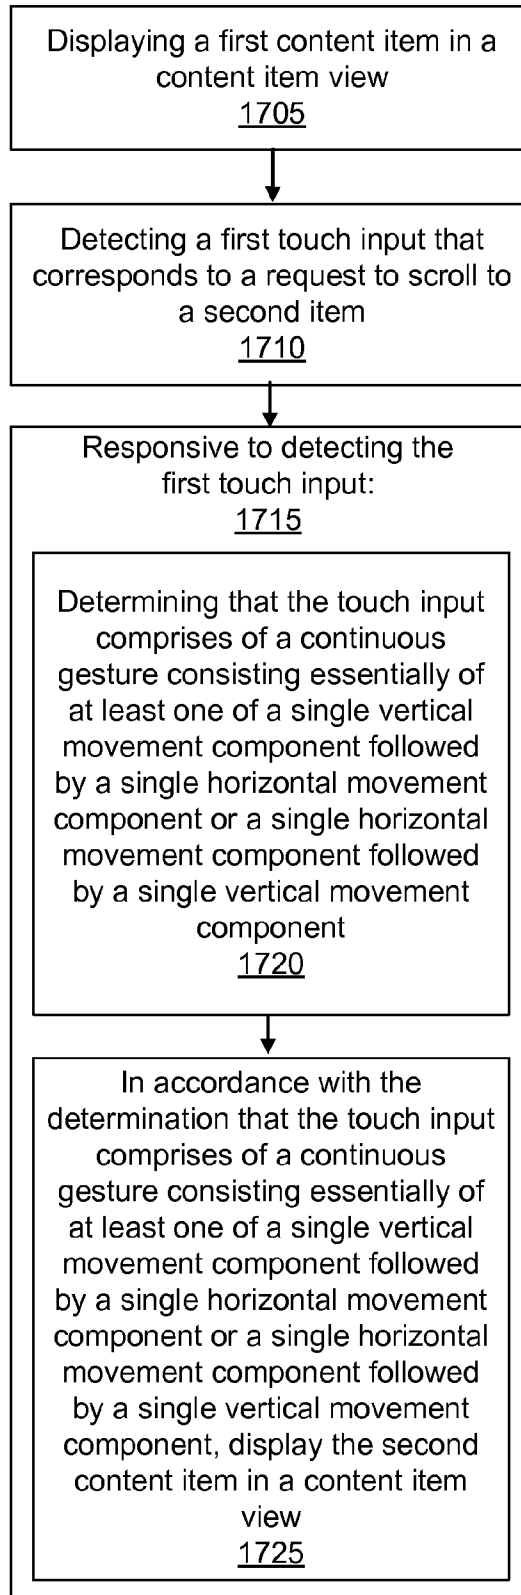 Displaying a first content item in a
content item view
1705
Detecting a first touch input that
corresponds to a request to scroll to
a second item
1710
Responsive to detecting the
first touch input:
1715
Determining that the touch input
comprises of a continuous
gesture consisting essentially of
at least one of a single vertical
movement component followed
by a single horizontal movement
component or a single horizontal
movement component followed
by a single vertical movement
component
1720
In accordance with the
determination that the touch input
comprises of a continuous
gesture consisting essentially of
at least one of a single vertical
movement component followed
by a single horizontal movement
component or a single horizontal
movement component followed
by a single vertical movement
component, display the second
content item in a content item
view
1725